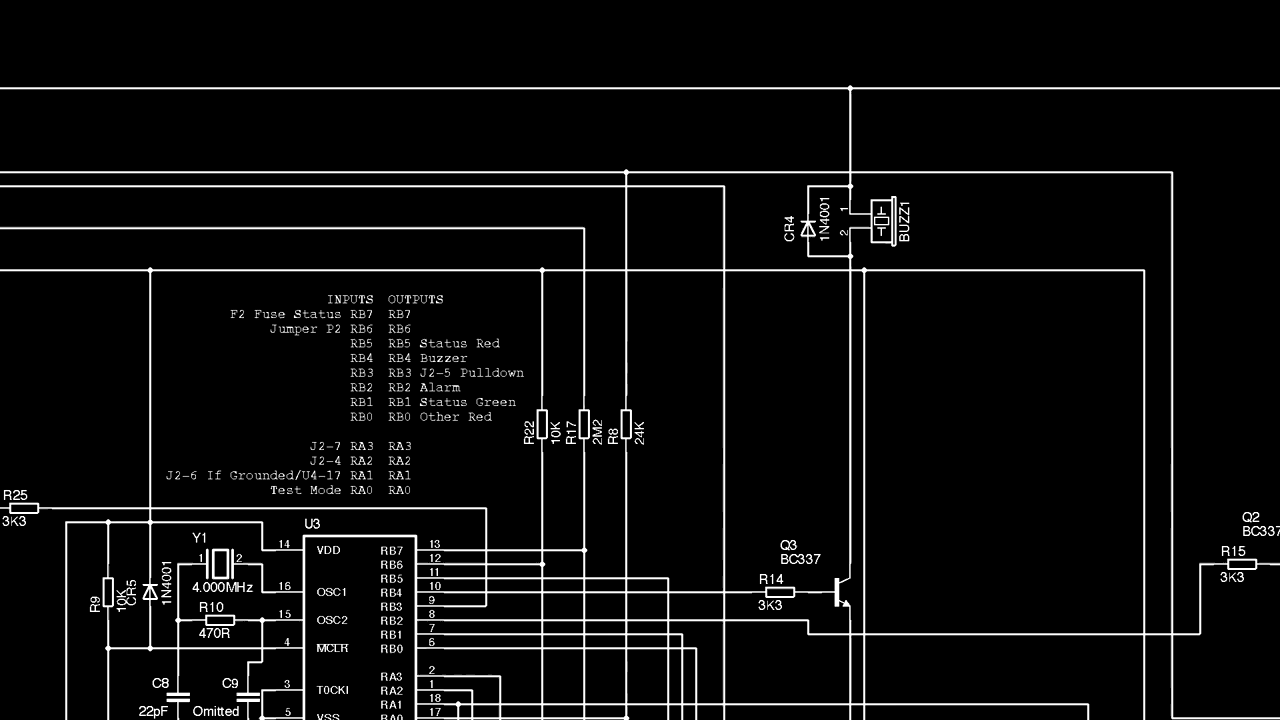 CR4
1N4001
1
2
BUZZ1
INPUTS OUTPUTS
F2 Fuse Status RB7 RB7
Jumper P2 RB6 RB6
RB5 RB5 Status Red
RB4 RB4 Buzzer
RB3 RB3 J2-5 Pulldown
RB2 RB2 Alarm
RB1 RB1 Status Green
RB0 RB0 Other Red
J2-7 RA3 RA3
J2-4 RA2 RA2
J2-6 If Grounded/U4-17 RA1 RA1
Test Mode RA0 RA0
R22
10K
R17
2M2
R8
24K
R25
3K3
U3
Y1
1 2
4.000MHz
R9
10K
CR5
1N4001
R10
470R
C8
22pF
C9
Omitted
14 VDD
16 OSC1
15 OSC2
4 MCLR
3 T0CKI
5 VSS
RB7 13
RB6 12
RB5 11
RB4 10
RB3 9
RB2 8
RB1 7
RB0 6
RA3 2
RA2 1
RA1 18
RA0 17
Q3
BC337
R14
3K3
Q2
BC337
R15
3K3